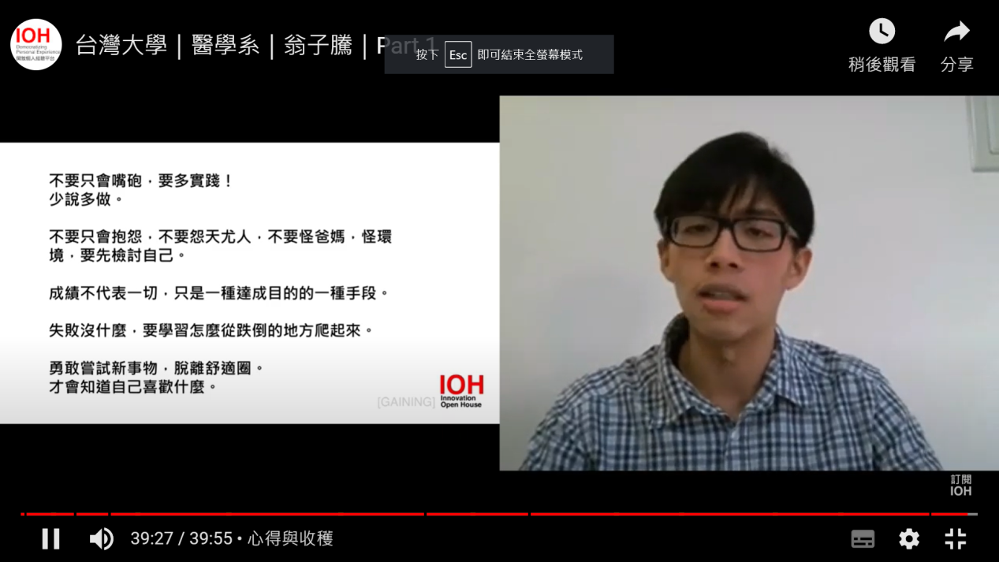 IOH
Democratizing
Personal Experience
開放個人經驗平台
台灣大學｜醫學系｜翁子騰｜Part 1
按下 Esc 即可結束全螢幕模式
稍後觀看
分享
不要只會嘴砲，要多實踐！
少說多做。
不要只會抱怨，不要怨天尤人，不要怪爸媽，怪環
境，要先檢討自己。
成績不代表一切，只是一種達成目的的一種手段。
失敗沒什麼，要學習怎麼從跌倒的地方爬起來。
勇敢嘗試新事物，脫離舒適圈。
才會知道自己喜歡什麼。
[GAINING]
IOH
Innovation
Open House
訂閱
IOH
39:27 / 39:55 • 心得與收穫